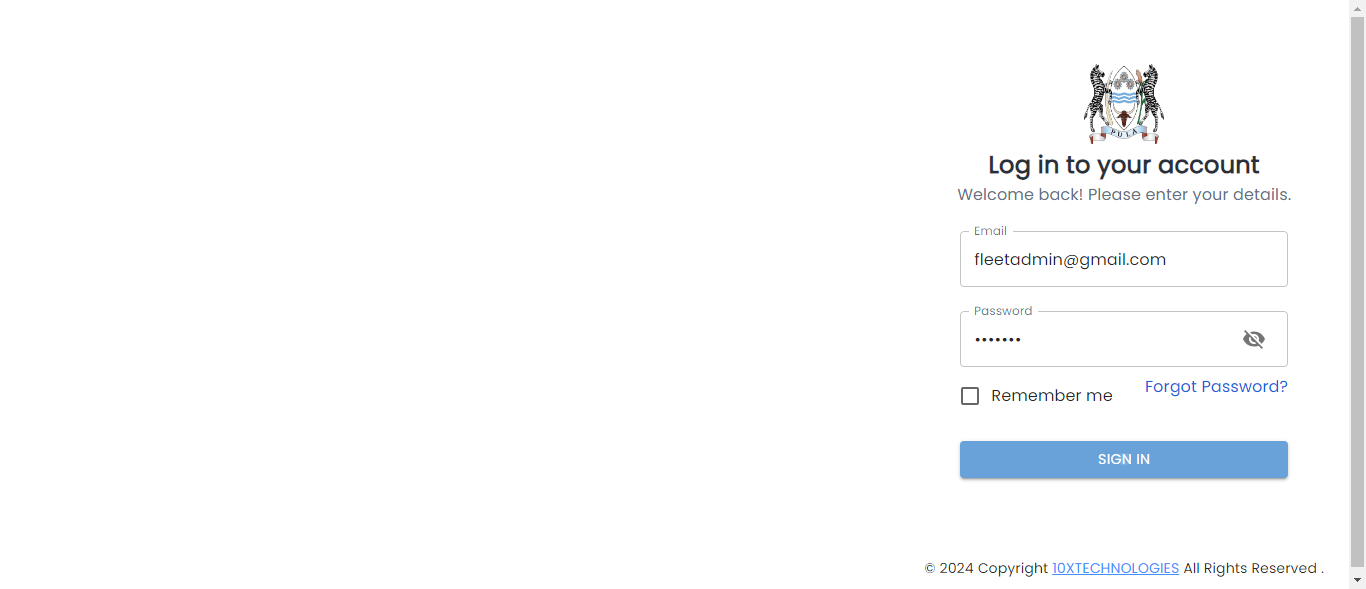 PULA
Log in to your account
Welcome back! Please enter your details.
Email
fleetadmin@gmail.com
Password
•••••••
Remember me
Forgot Password?
SIGN IN
© 2024 Copyright 10XTECHNOLOGIES All Rights Reserved .